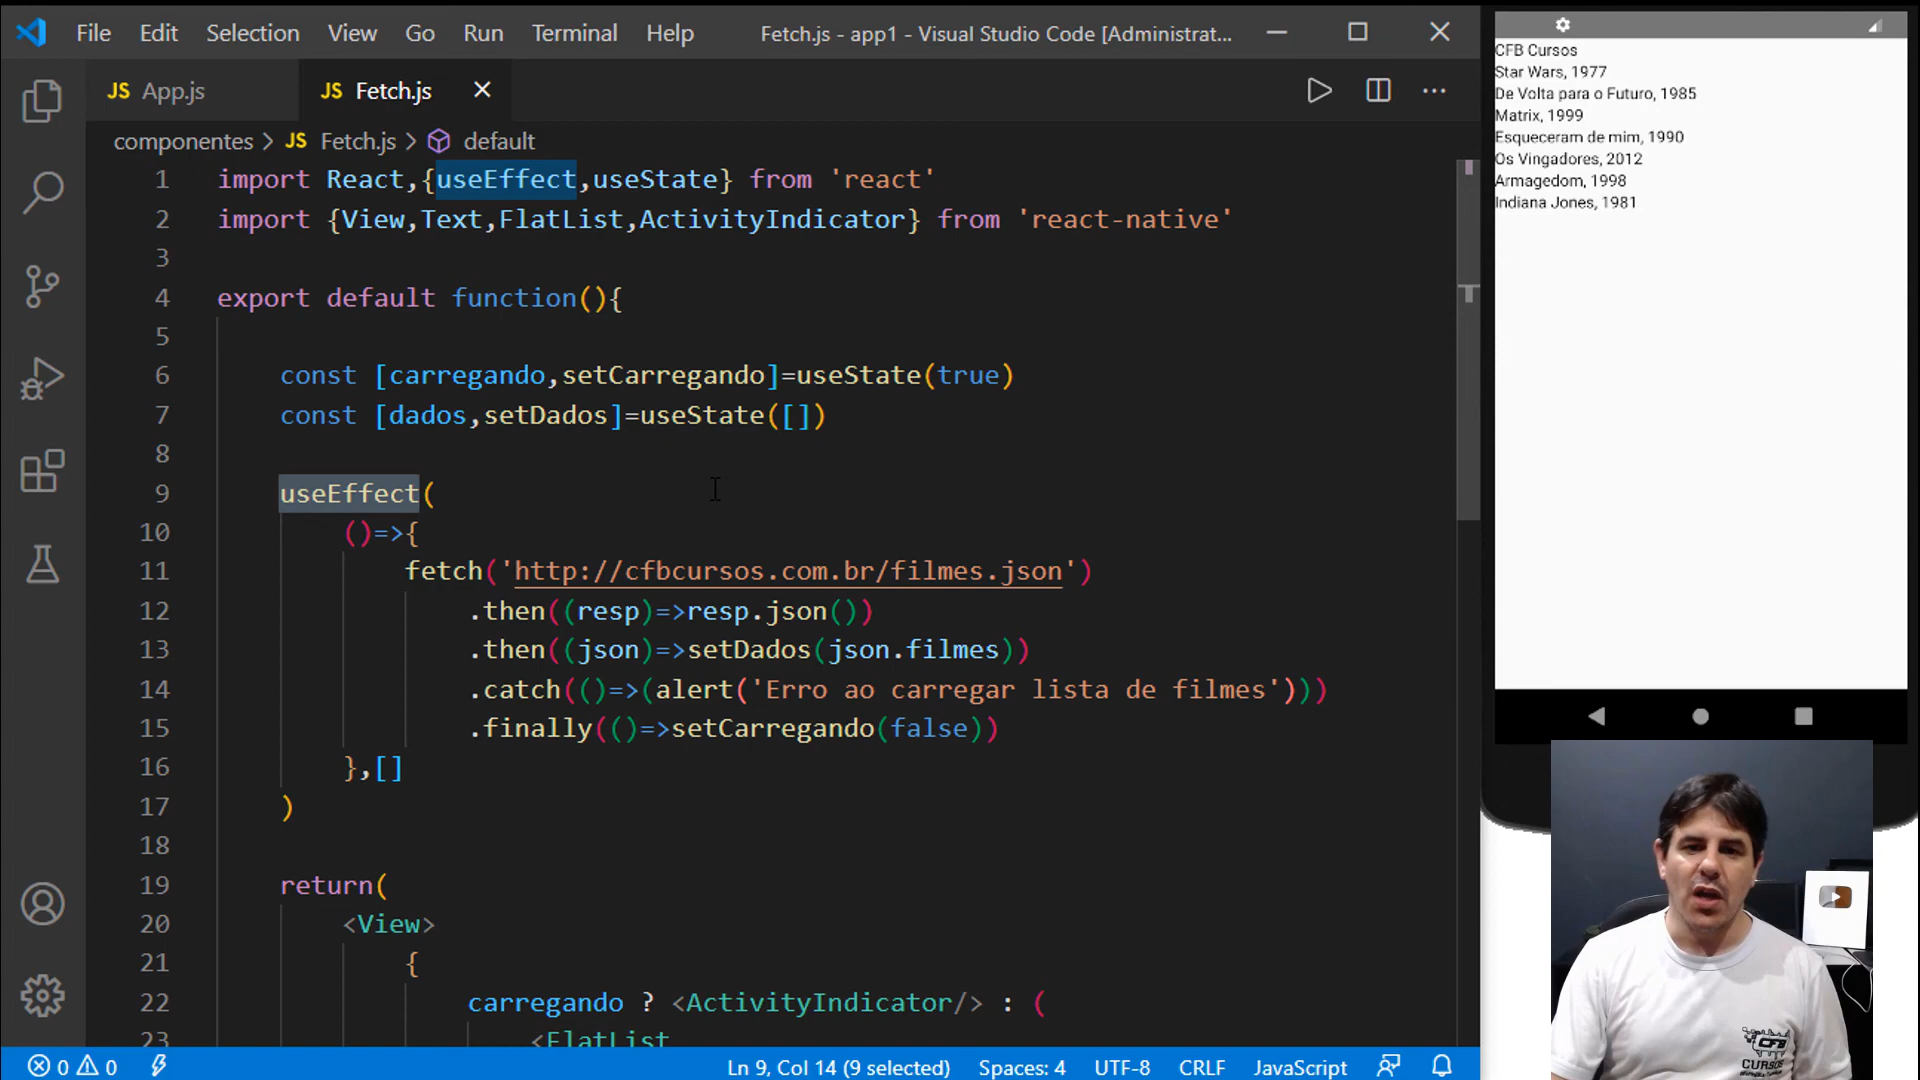 File Edit Selection View Go Run Terminal Help Fetch.js - app1 - Visual Studio Code [Administrat...
JS App.js JS Fetch.js
componentes > JS Fetch.js > default
1 import React,{useEffect,useState} from 'react'
2 import {View,Text,FlatList,ActivityIndicator} from 'react-native'
3
4 export default function(){
5
6 const [carregando,setCarregando]=useState(true)
7 const [dados,setDados]=useState([])
8
9 useEffect(
10 ()=>{
11 fetch('http://cfbcursos.com.br/filmes.json')
12 .then((resp)=>resp.json())
13 .then((json)=>setDados(json.filmes))
14 .catch(()=>(alert('Erro ao carregar lista de filmes')))
15 .finally(()=>setCarregando(false))
16 },[]
17 )
18
19 return(
20 <View>
21 {
22 carregando ? <ActivityIndicator/> : (
23 <FlatList
0 0 Ln 9, Col 14 (9 selected) Spaces: 4 UTF-8 CRLF JavaScript
CFB Cursos
Star Wars, 1977
De Volta para o Futuro, 1985
Matrix, 1999
Esqueceram de mim, 1990
Os Vingadores, 2012
Armagedom, 1998
Indiana Jones, 1981
CFB
CURSOS